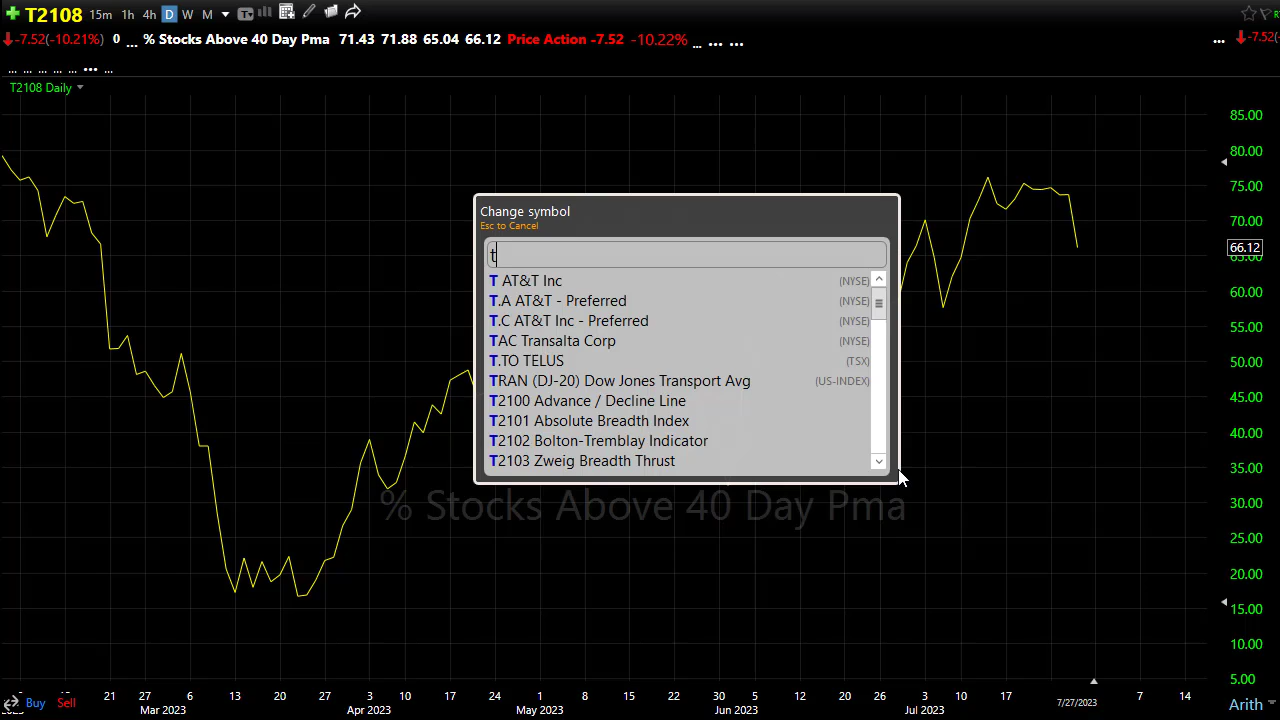 T2108 15m 1h 4h D W M
-7.52(-10.21%) 0 ... % Stocks Above 40 Day Pma 71.43 71.88 65.04 66.12 Price Action -7.52 -10.22% ... ... ... ... -7.52(
... ... ... ... ... ... ...
T2108 Daily
Change symbol
Esc to Cancel
t
T AT&T Inc (NYSE)
T.A AT&T - Preferred (NYSE)
T.C AT&T Inc - Preferred (NYSE)
TAC Transalta Corp (NYSE)
T.TO TELUS (TSX)
TRAN (DJ-20) Dow Jones Transport Avg (US-INDEX)
T2100 Advance / Decline Line
T2101 Absolute Breadth Index
T2102 Bolton-Tremblay Indicator
T2103 Zweig Breadth Thrust
% Stocks Above 40 Day Pma
85.00
80.00
75.00
70.00
66.12
65.00
60.00
55.00
50.00
45.00
40.00
35.00
30.00
25.00
20.00
15.00
10.00
5.00
21 27 6 13 20 27 3 10 17 24 1 8 15 22 30 5 12 20 26 3 10 17 7 14
Mar 2023 Apr 2023 May 2023 Jun 2023 Jul 2023 7/27/2023
Buy Sell
Arith